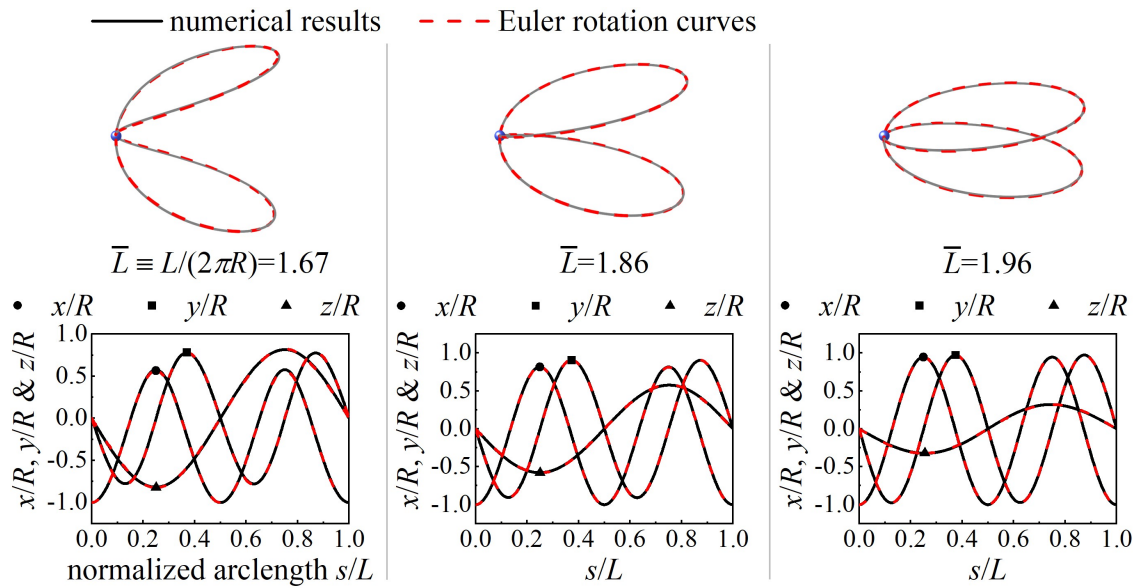 numerical results Euler rotation curves
L̅ ≡ L/(2πR)=1.67
L̅=1.86
L̅=1.96
x/R y/R z/R
x/R y/R z/R
x/R y/R z/R
x/R, y/R & z/R
1.0
0.5
0.0
-0.5
-1.0
0.0 0.2 0.4 0.6 0.8 1.0
normalized arclength s/L
x/R, y/R & z/R
1.0
0.5
0.0
-0.5
-1.0
0.0 0.2 0.4 0.6 0.8 1.0
s/L
x/R, y/R & z/R
1.0
0.5
0.0
-0.5
-1.0
0.0 0.2 0.4 0.6 0.8 1.0
s/L